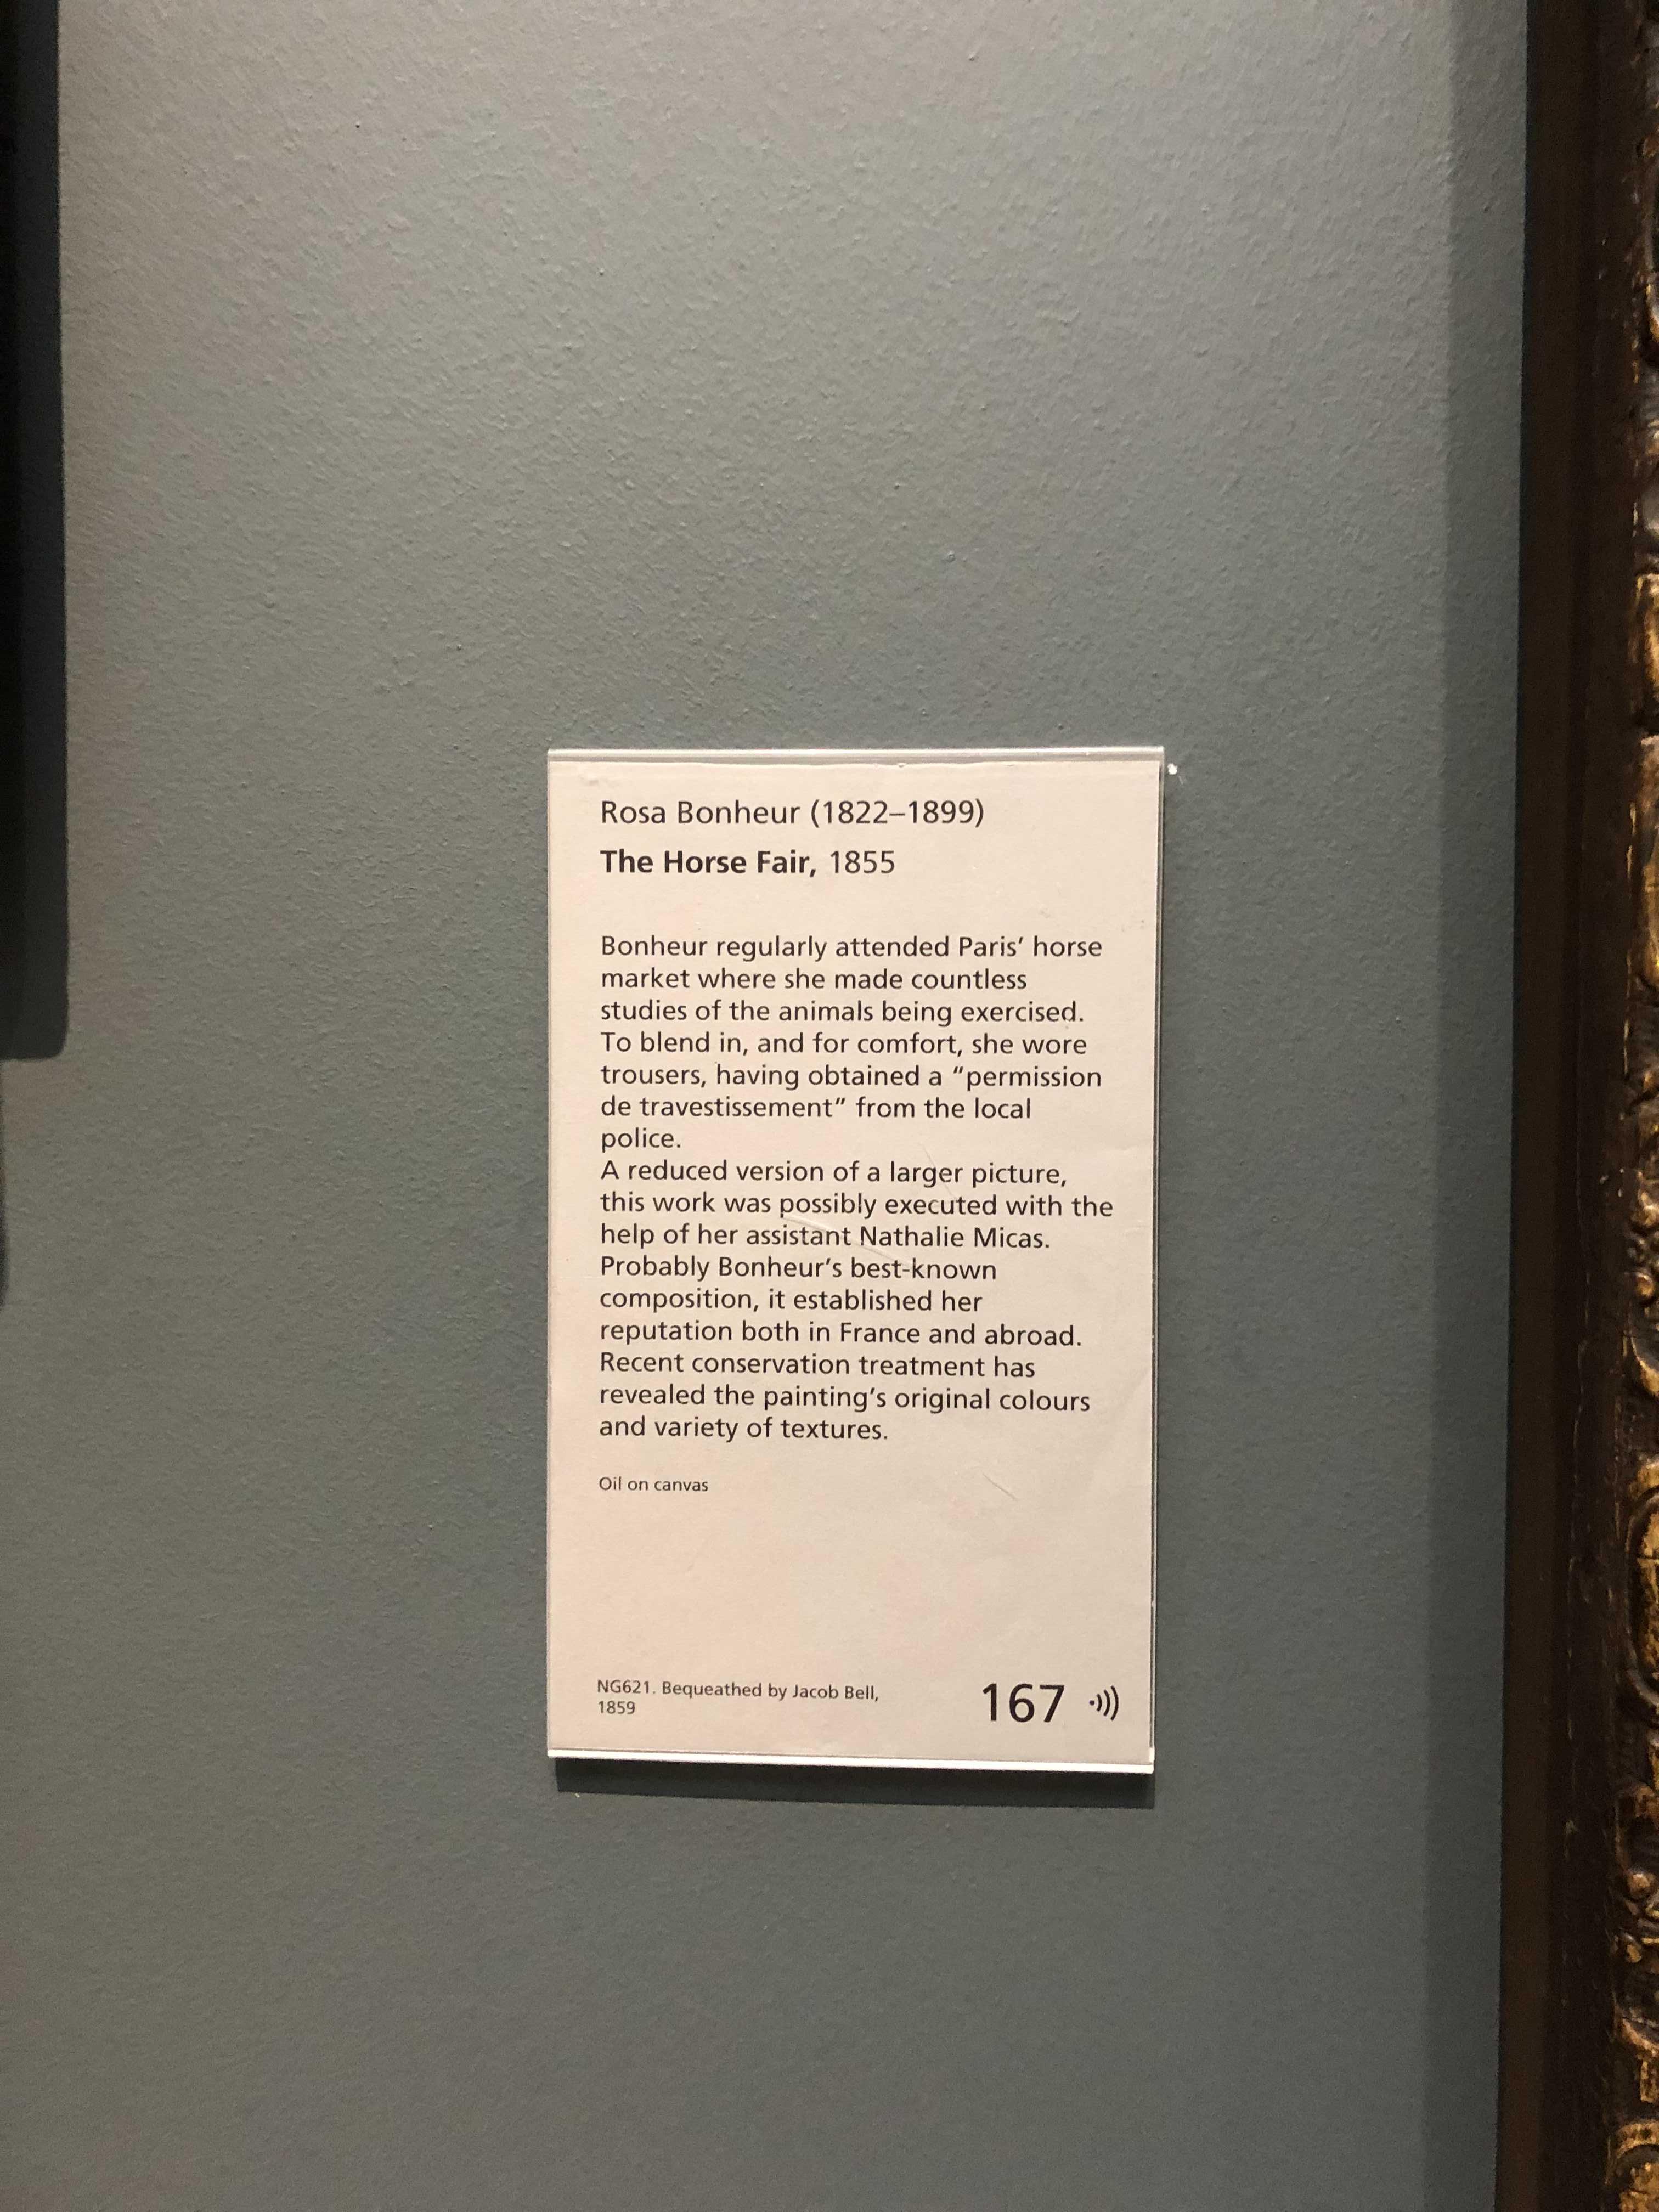 Rosa Bonheur (1822–1899)
The Horse Fair, 1855
Bonheur regularly attended Paris’ horse
market where she made countless
studies of the animals being exercised.
To blend in, and for comfort, she wore
trousers, having obtained a “permission
de travestissement” from the local
police.
A reduced version of a larger picture,
this work was possibly executed with the
help of her assistant Nathalie Micas.
Probably Bonheur’s best-known
composition, it established her
reputation both in France and abroad.
Recent conservation treatment has
revealed the painting’s original colours
and variety of textures.
Oil on canvas
NG621. Bequeathed by Jacob Bell,
1859
167